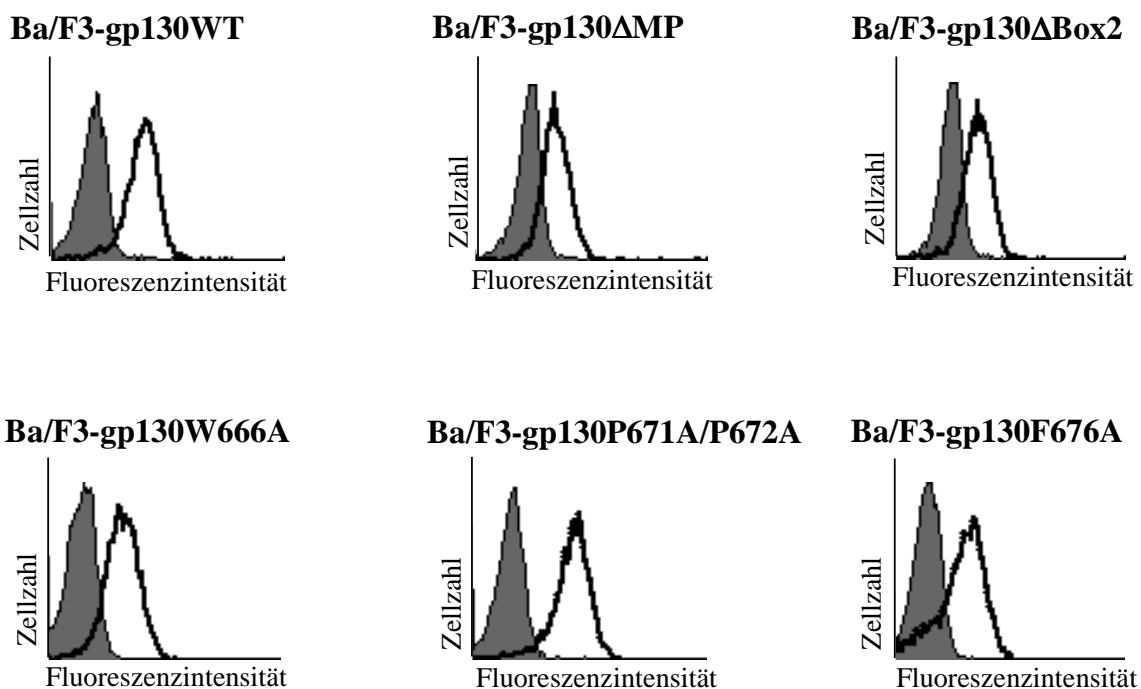 Ba/F3-gp130WT
Zellzahl
Fluoreszenzintensität
Ba/F3-gp130ΔMP
Zellzahl
Fluoreszenzintensität
Ba/F3-gp130ΔBox2
Zellzahl
Fluoreszenzintensität
Ba/F3-gp130W666A
Zellzahl
Fluoreszenzintensität
Ba/F3-gp130P671A/P672A
Zellzahl
Fluoreszenzintensität
Ba/F3-gp130F676A
Zellzahl
Fluoreszenzintensität